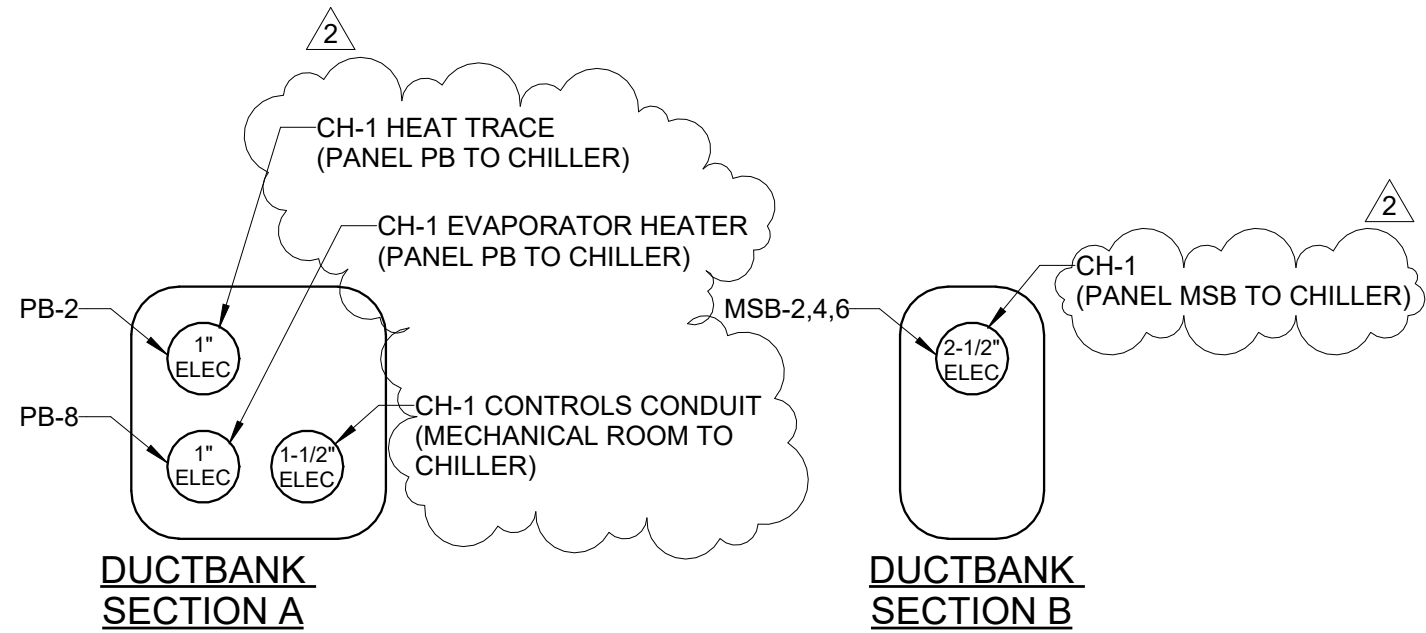 2
CH-1 HEAT TRACE
(PANEL PB TO CHILLER)
CH-1 EVAPORATOR HEATER
(PANEL PB TO CHILLER)
PB-2
1"
ELEC
PB-8
1"
ELEC
1-1/2"
ELEC
CH-1 CONTROLS CONDUIT
(MECHANICAL ROOM TO
CHILLER)
DUCTBANK
SECTION A
2
CH-1
(PANEL MSB TO CHILLER)
MSB-2,4,6
2-1/2"
ELEC
DUCTBANK
SECTION B